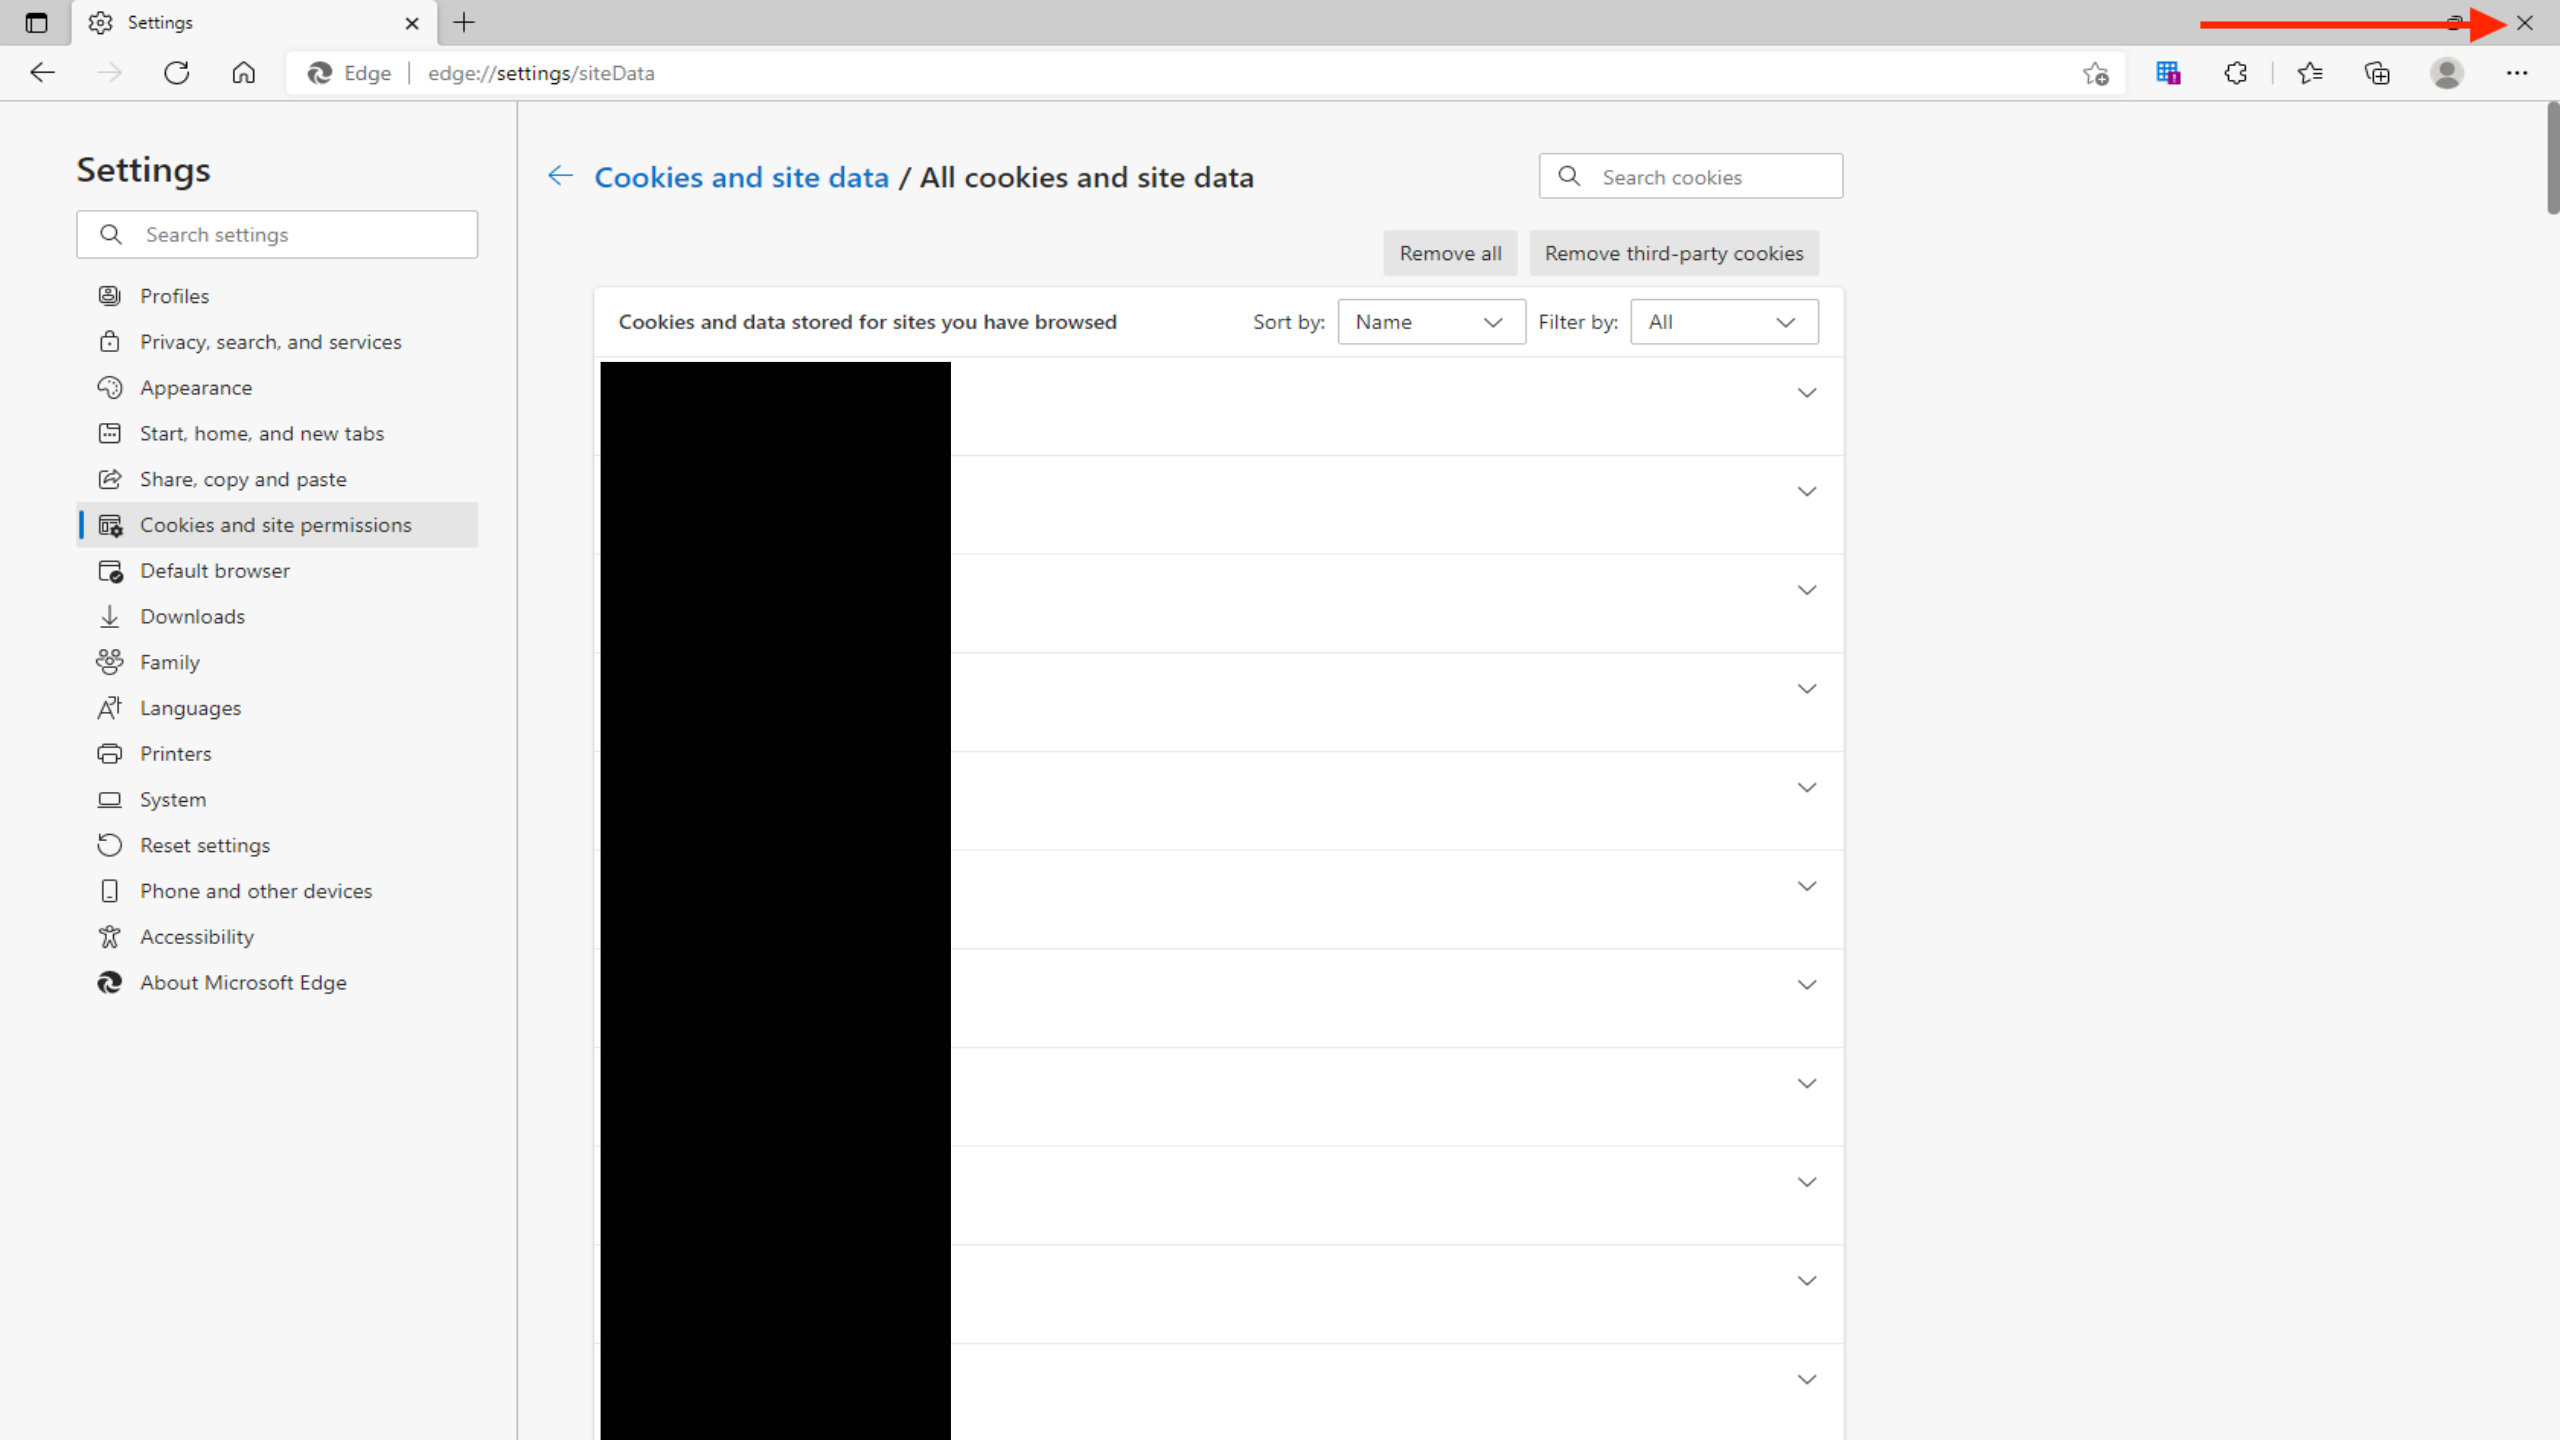 Settings
Edge
edge://settings/siteData
Settings
Search settings
Profiles
Privacy, search, and services
Appearance
Start, home, and new tabs
Share, copy and paste
Cookies and site permissions
Default browser
Downloads
Family
Languages
Printers
System
Reset settings
Phone and other devices
Accessibility
About Microsoft Edge
Cookies and site data / All cookies and site data
Search cookies
Remove all
Remove third-party cookies
Cookies and data stored for sites you have browsed
Sort by:
Name
Filter by:
All